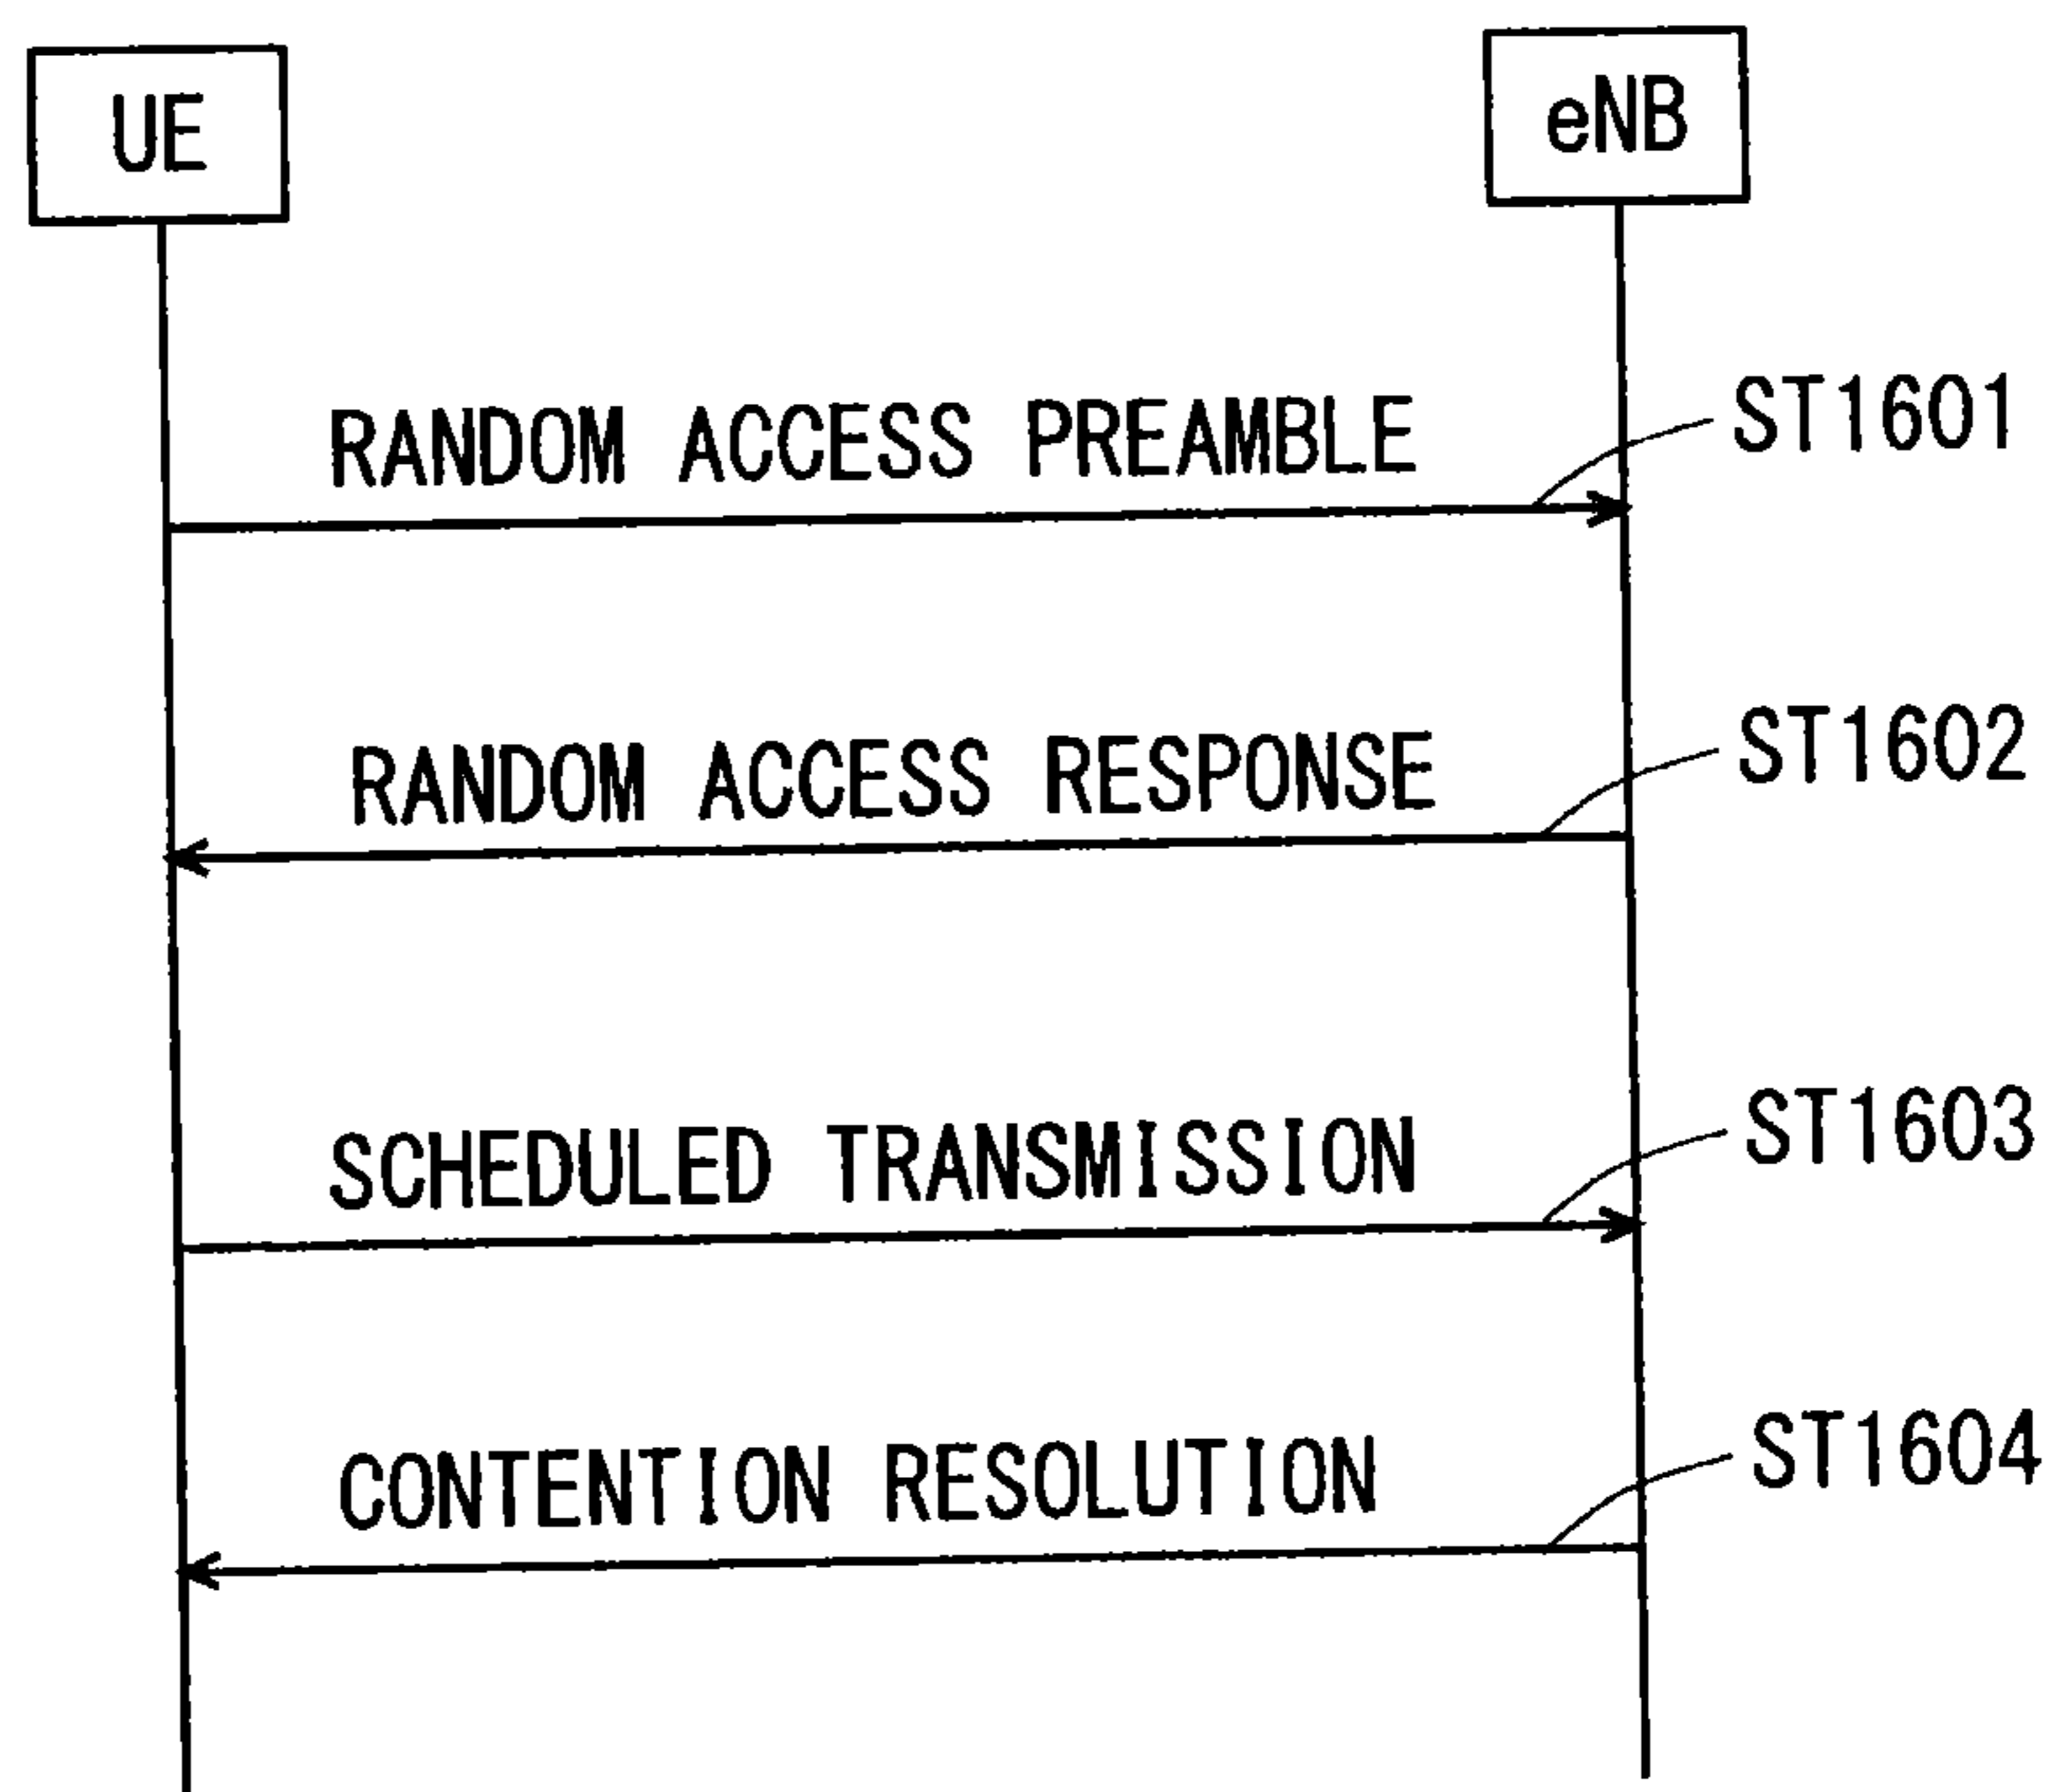 UE
eNB
RANDOM ACCESS PREAMBLE
ST1601
RANDOM ACCESS RESPONSE
ST1602
SCHEDULED TRANSMISSION
ST1603
CONTENTION RESOLUTION
ST1604